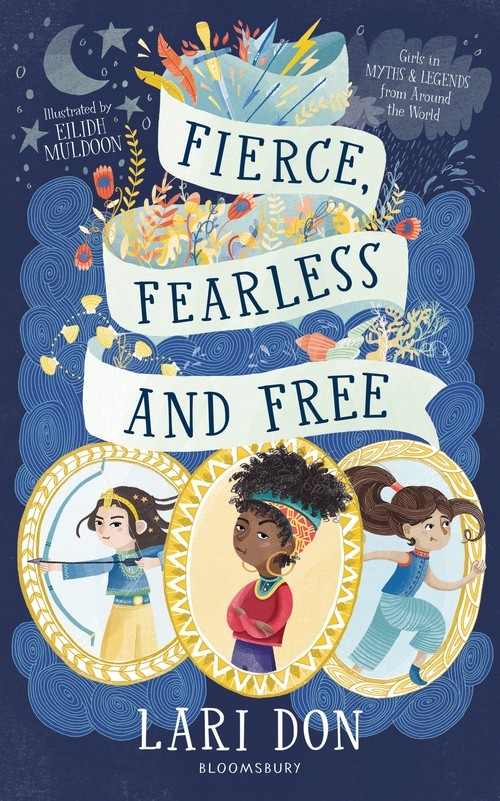 Illustrated by
EILIDH
MULDOON
Girls in
MYTHS & LEGENDS
from Around
the World
FIERCE,
FEARLESS
AND FREE
LARI DON
BLOOMSBURY